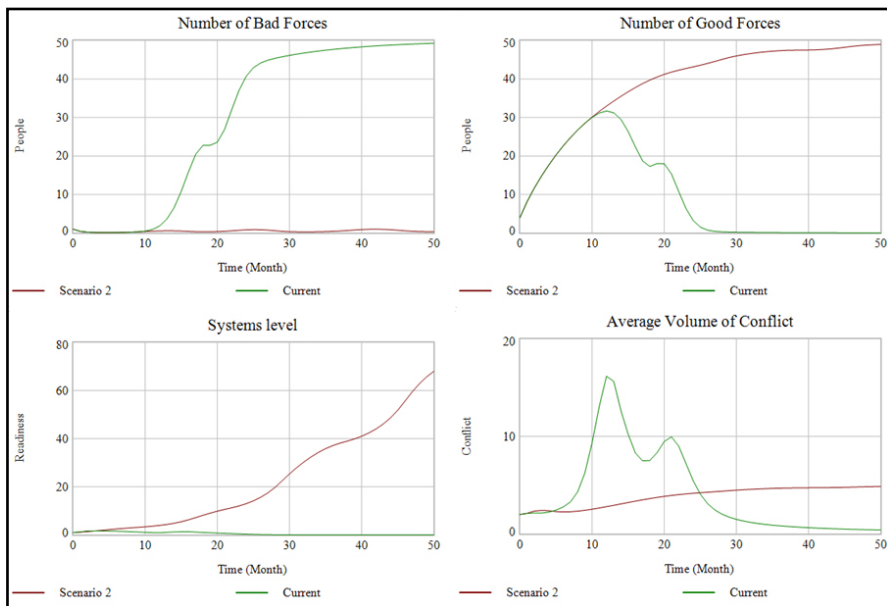 Number of Bad Forces
50
40
30
20
10
0
People
0 10 20 30 40 50
Time (Month)
Scenario 2 Current
Number of Good Forces
50
40
30
20
10
0
People
0 10 20 30 40 50
Time (Month)
Scenario 2 Current
Systems level
80
60
40
20
0
Readiness
0 10 20 30 40 50
Time (Month)
Scenario 2 Current
Average Volume of Conflict
20
10
0
Conflict
0 10 20 30 40 50
Time (Month)
Scenario 2 Current